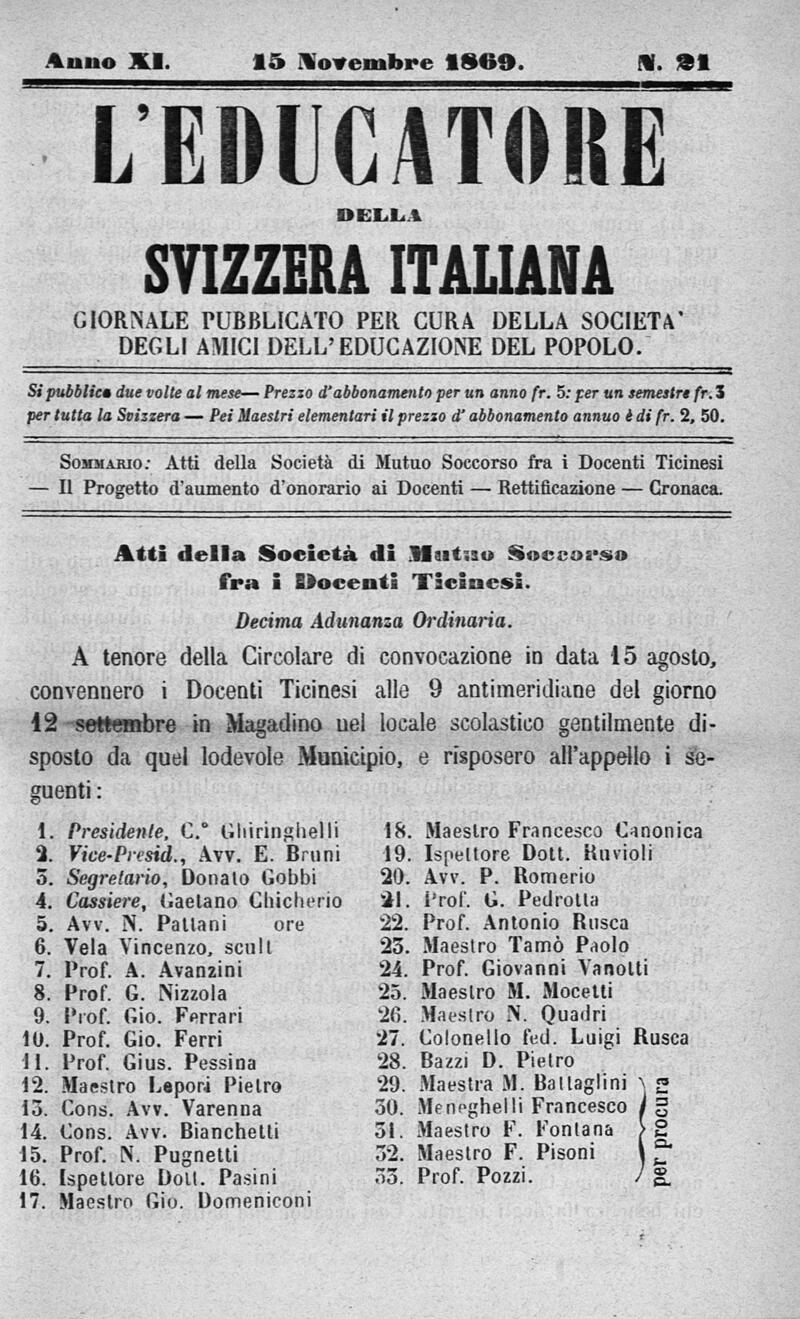 Anno XI. 15 Novembre 1869. N. 21
L'EDUCATORE
DELLA
SVIZZERA ITALIANA
GIORNALE PUBBLICATO PER CURA DELLA SOCIETA'
DEGLI AMICI DELL'EDUCAZIONE DEL POPOLO.
Si pubblica due volte al mese— Prezzo d'abbonamento per un anno fr. 5: per un semestre fr. 3
per tutta la Svizzera — Pei Maestri elementari il prezzo d' abbonamento annuo è di fr. 2, 50.
SOMMARIO: Atti della Società di Mutuo Soccorso fra i Docenti Ticinesi
— Il Progetto d'aumento d'onorario ai Docenti — Rettificazione — Cronaca.
Atti della Società di Mutuo Soccorso
fra i Docenti Ticinesi.
Decima Adunanza Ordinaria.
A tenore della Circolare di convocazione in data 15 agosto,
convennero i Docenti Ticinesi alle 9 antimeridiane del giorno
12 settembre in Magadino nel locale scolastico gentilmente di-
sposto da quel lodevole Municipio, e risposero all'appello i se-
guenti:
1. Presidente, C.° Ghiringhelli
2. Vice-Presid., Avv. E. Bruni
3. Segretario, Donato Gobbi
4. Cassiere, Gaetano Chicherio
5. Avv. N. Pattani ore
6. Vela Vincenzo, scult
7. Prof. A. Avanzini
8. Prof. G. Nizzola
9. Prof. Gio. Ferrari
10. Prof. Gio. Ferri
11. Prof. Gius. Pessina
12. Maestro Lepori Pietro
13. Cons. Avv. Varenna
14. Cons. Avv. Bianchetti
15. Prof. N. Pugnetti
16. Ispettore Dott. Pasini
17. Maestro Gio. Domeniconi
18. Maestro Francesco Canonica
19. Ispettore Dott. Ruvioli
20. Avv. P. Romerio
21. Prof. G. Pedrotta
22. Prof. Antonio Rusca
23. Maestro Tamò Paolo
24. Prof. Giovanni Vanotti
25. Maestro M. Mocetti
26. Maestro N. Quadri
27. Colonello fed. Luigi Rusca
28. Bazzi D. Pietro
29. Maestra M. Battaglini
30. Meneghelli Francesco
31. Maestro F. Fontana
32. Maestro F. Pisoni
33. Prof. Pozzi.
per procura